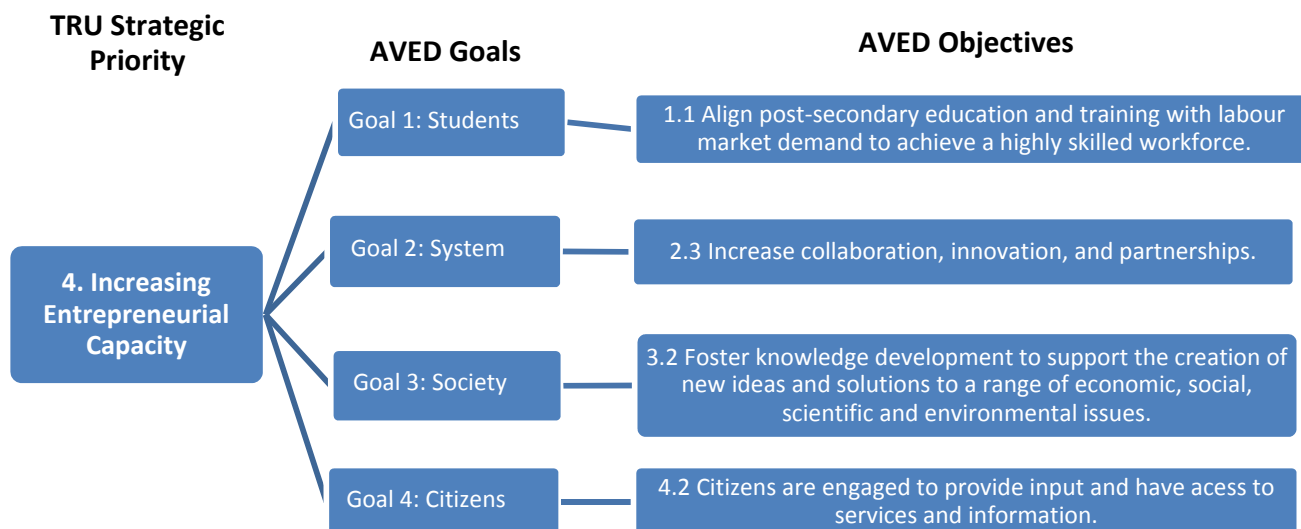 TRU Strategic
Priority
AVED Goals
AVED Objectives
4. Increasing
Entrepreneurial
Capacity
Goal 1: Students
1.1 Align post-secondary education and training with labour
market demand to achieve a highly skilled workforce.
Goal 2: System
2.3 Increase collaboration, innovation, and partnerships.
Goal 3: Society
3.2 Foster knowledge development to support the creation of
new ideas and solutions to a range of economic, social,
scientific and environmental issues.
Goal 4: Citizens
4.2 Citizens are engaged to provide input and have acess to
services and information.